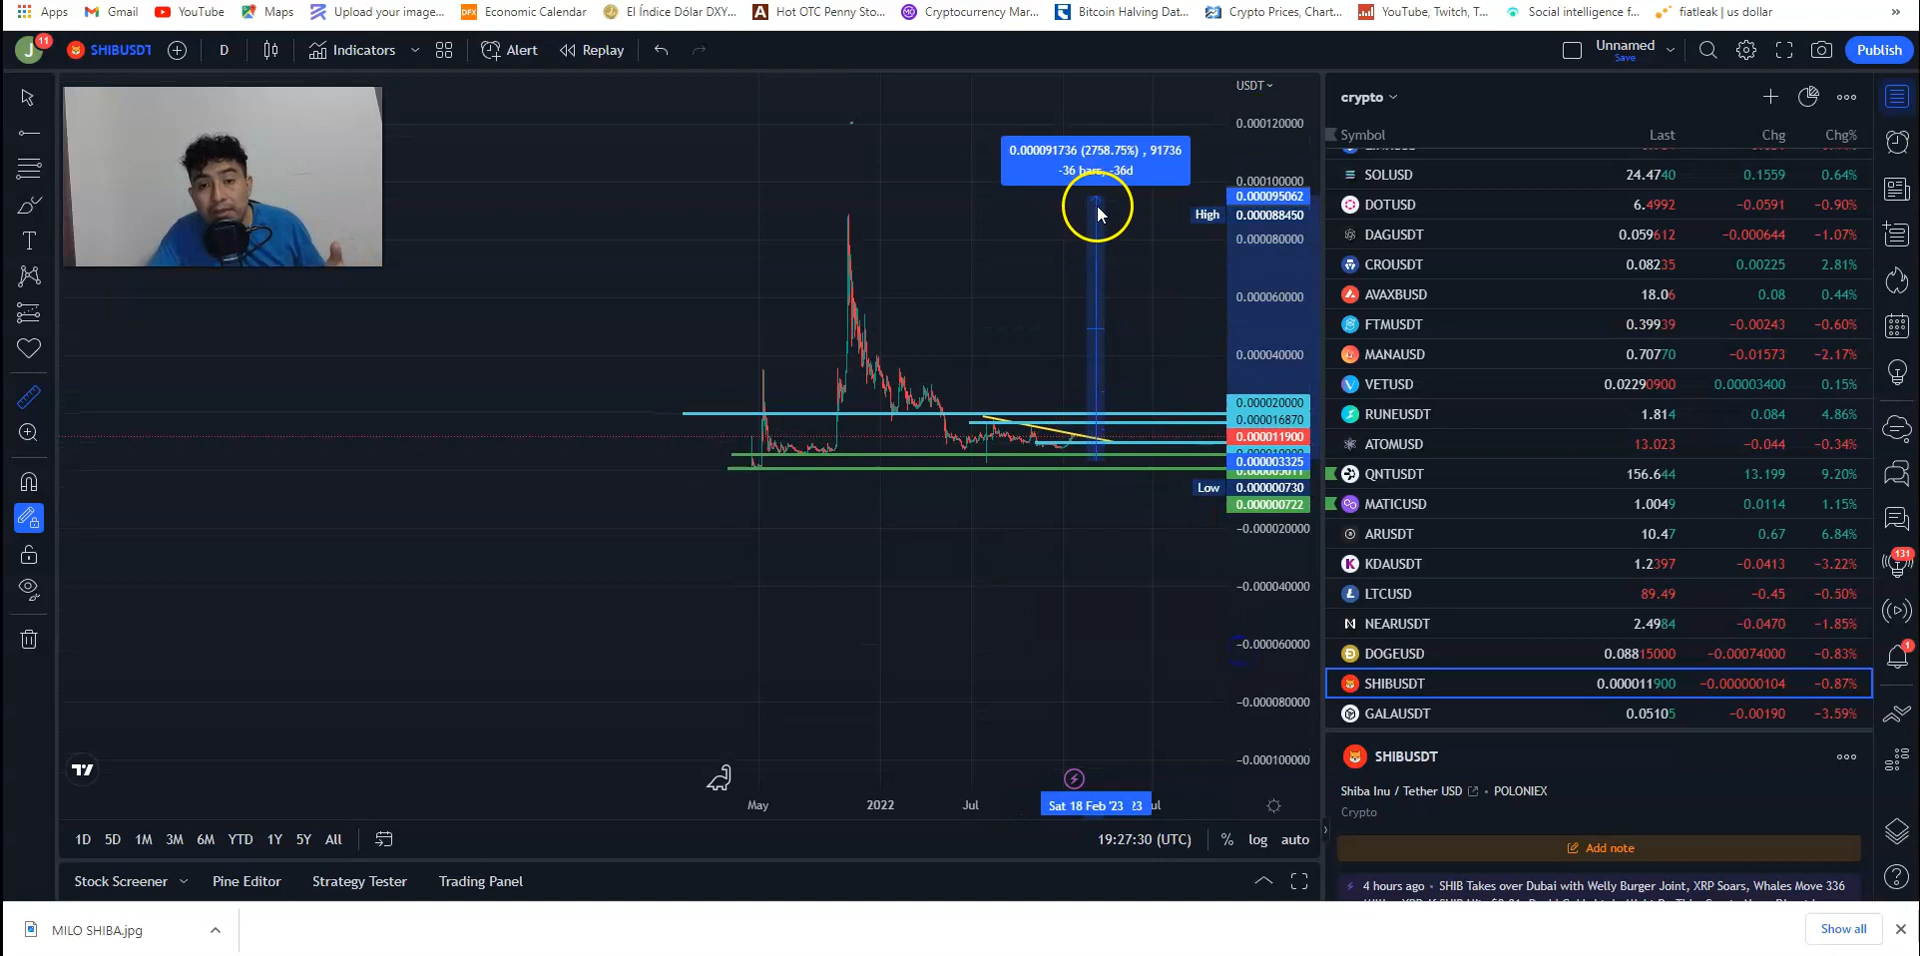 Apps Gmail YouTube Maps Upload your image... Economic Calendar El Índice Dólar DXY... Hot OTC Penny Sto... Cryptocurrency Mar... Bitcoin Halving Dat... Crypto Prices, Chart... YouTube, Twitch, T... Social intelligence f... fiatleak | us dollar »
J 11 SHIBUSDT D Indicators Alert Replay Unnamed Save Publish
USDT
0.000120000
0.000091736 (2758.75%) , 91736
-36 bars, -36d
0.000100000
0.000095062
High 0.000088450
0.000080000
0.000060000
0.000040000
0.000020000
0.000016870
0.000011900
0.000003325
Low 0.000000730
0.000000722
−0.000020000
−0.000040000
−0.000060000
−0.000080000
−0.000100000
May 2022 Jul Sat 18 Feb '23
1D 5D 1M 3M 6M YTD 1Y 5Y All 19:27:30 (UTC) % log auto
Stock Screener Pine Editor Strategy Tester Trading Panel
crypto
Symbol Last Chg Chg%
SOLUSD 24.4740 0.1559 0.64%
DOTUSD 6.4992 −0.0591 −0.90%
DAGUSDT 0.059612 −0.000644 −1.07%
CROUSDT 0.08235 0.00225 2.81%
AVAXBUSD 18.06 0.08 0.44%
FTMUSDT 0.39939 −0.00243 −0.60%
MANAUSD 0.70770 −0.01573 −2.17%
VETUSD 0.02290900 0.00003400 0.15%
RUNEUSDT 1.814 0.084 4.86%
ATOMUSD 13.023 −0.044 −0.34%
QNTUSDT 156.644 13.199 9.20%
MATICUSD 1.0049 0.0114 1.15%
ARUSDT 10.47 0.67 6.84%
KDAUSDT 1.2397 −0.0413 −3.22%
LTCUSD 89.49 −0.45 −0.50%
NEARUSDT 2.4984 −0.0470 −1.85%
DOGEUSD 0.08815000 −0.00074000 −0.83%
SHIBUSDT 0.000011900 −0.000000104 −0.87%
GALAUSDT 0.05105 −0.00190 −3.59%
131
1
SHIBUSDT
Shiba Inu / Tether USD • POLONIEX
Crypto
Add note
4 hours ago • SHIB Takes over Dubai with Welly Burger Joint, XRP Soars, Whales Move 336
MILO SHIBA.jpg Show all